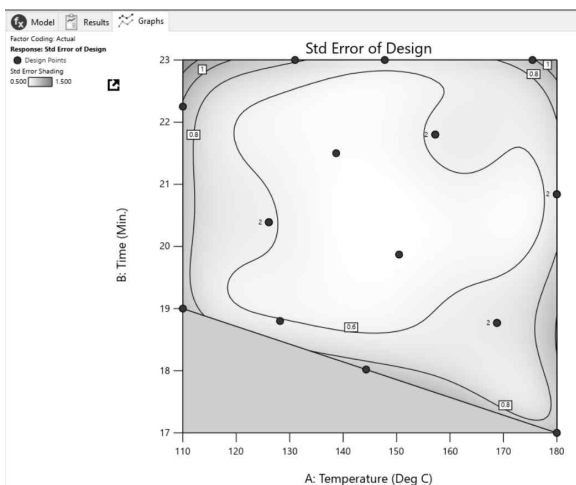 fx Model Results Graphs
Factor Coding: Actual
Response: Std Error of Design
Design Points
Std Error Shading
0.500 1.500
Std Error of Design
B: Time (Min.)
23
22
21
20
19
18
17
1
0.8
1
0.8
0.8
2
2
2
0.6
2
0.8
110 120 130 140 150 160 170 180
A: Temperature (Deg C)